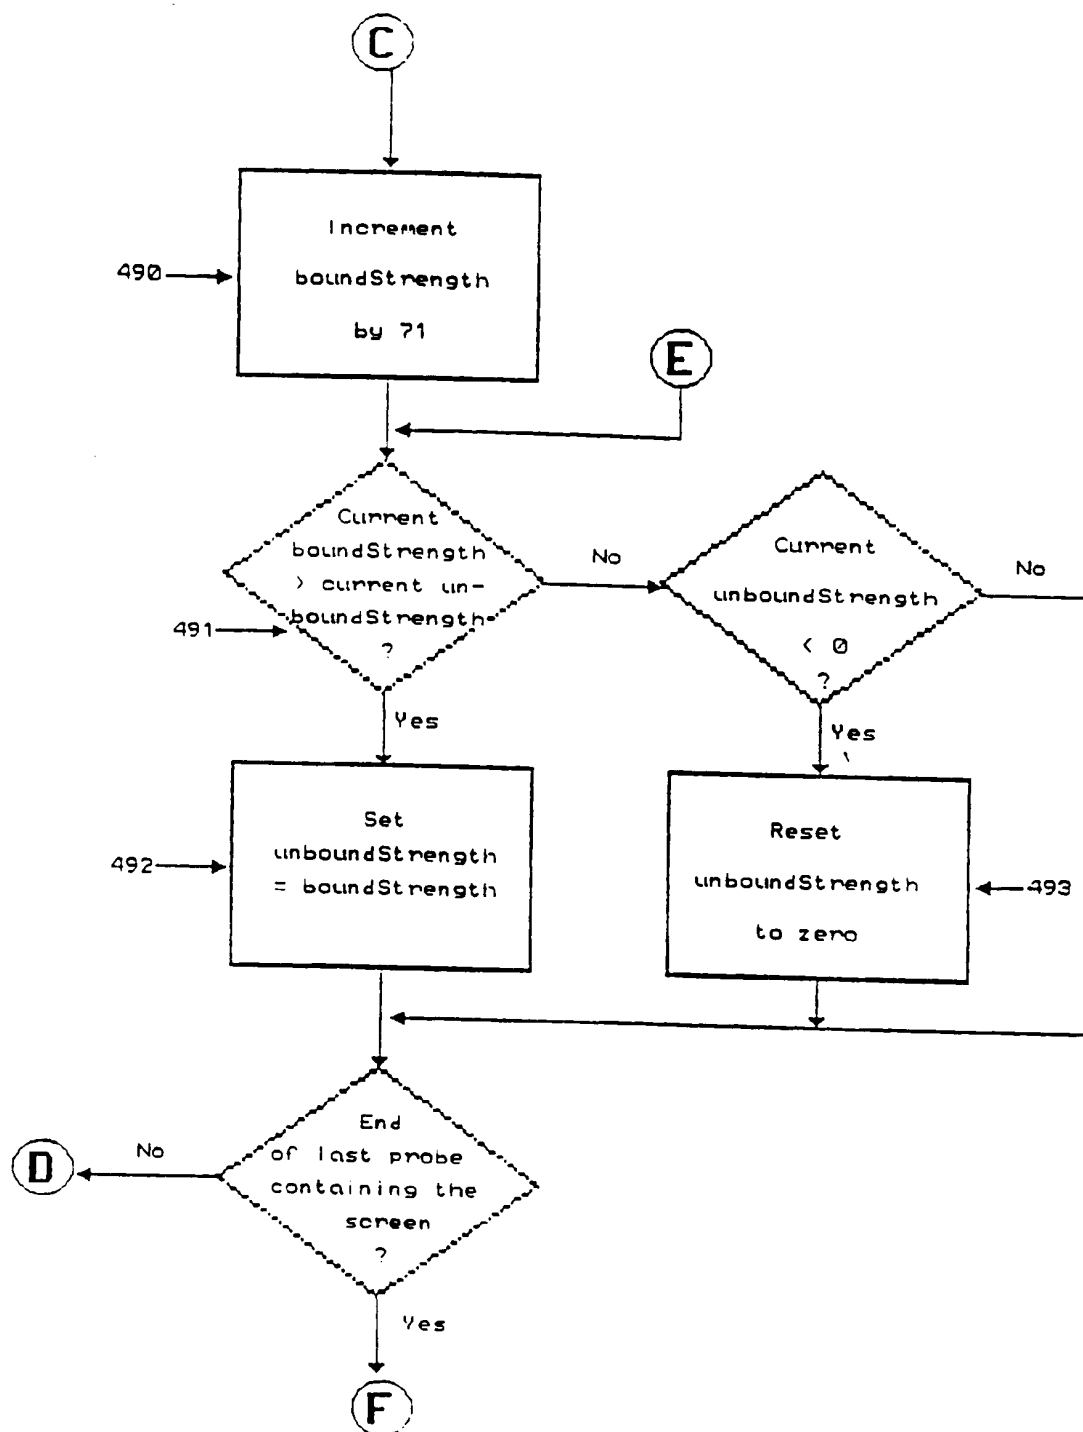 C
Increment
boundStrength
by 71
490
E
Current
boundStrength
> current un-
boundStrength
?
491
No
Current
unboundStrength
< 0
?
No
Yes
Yes
Set
unboundStrength
= boundStrength
492
Reset
unboundStrength
to zero
493
End
of last probe
containing the
screen
?
No
D
Yes
F